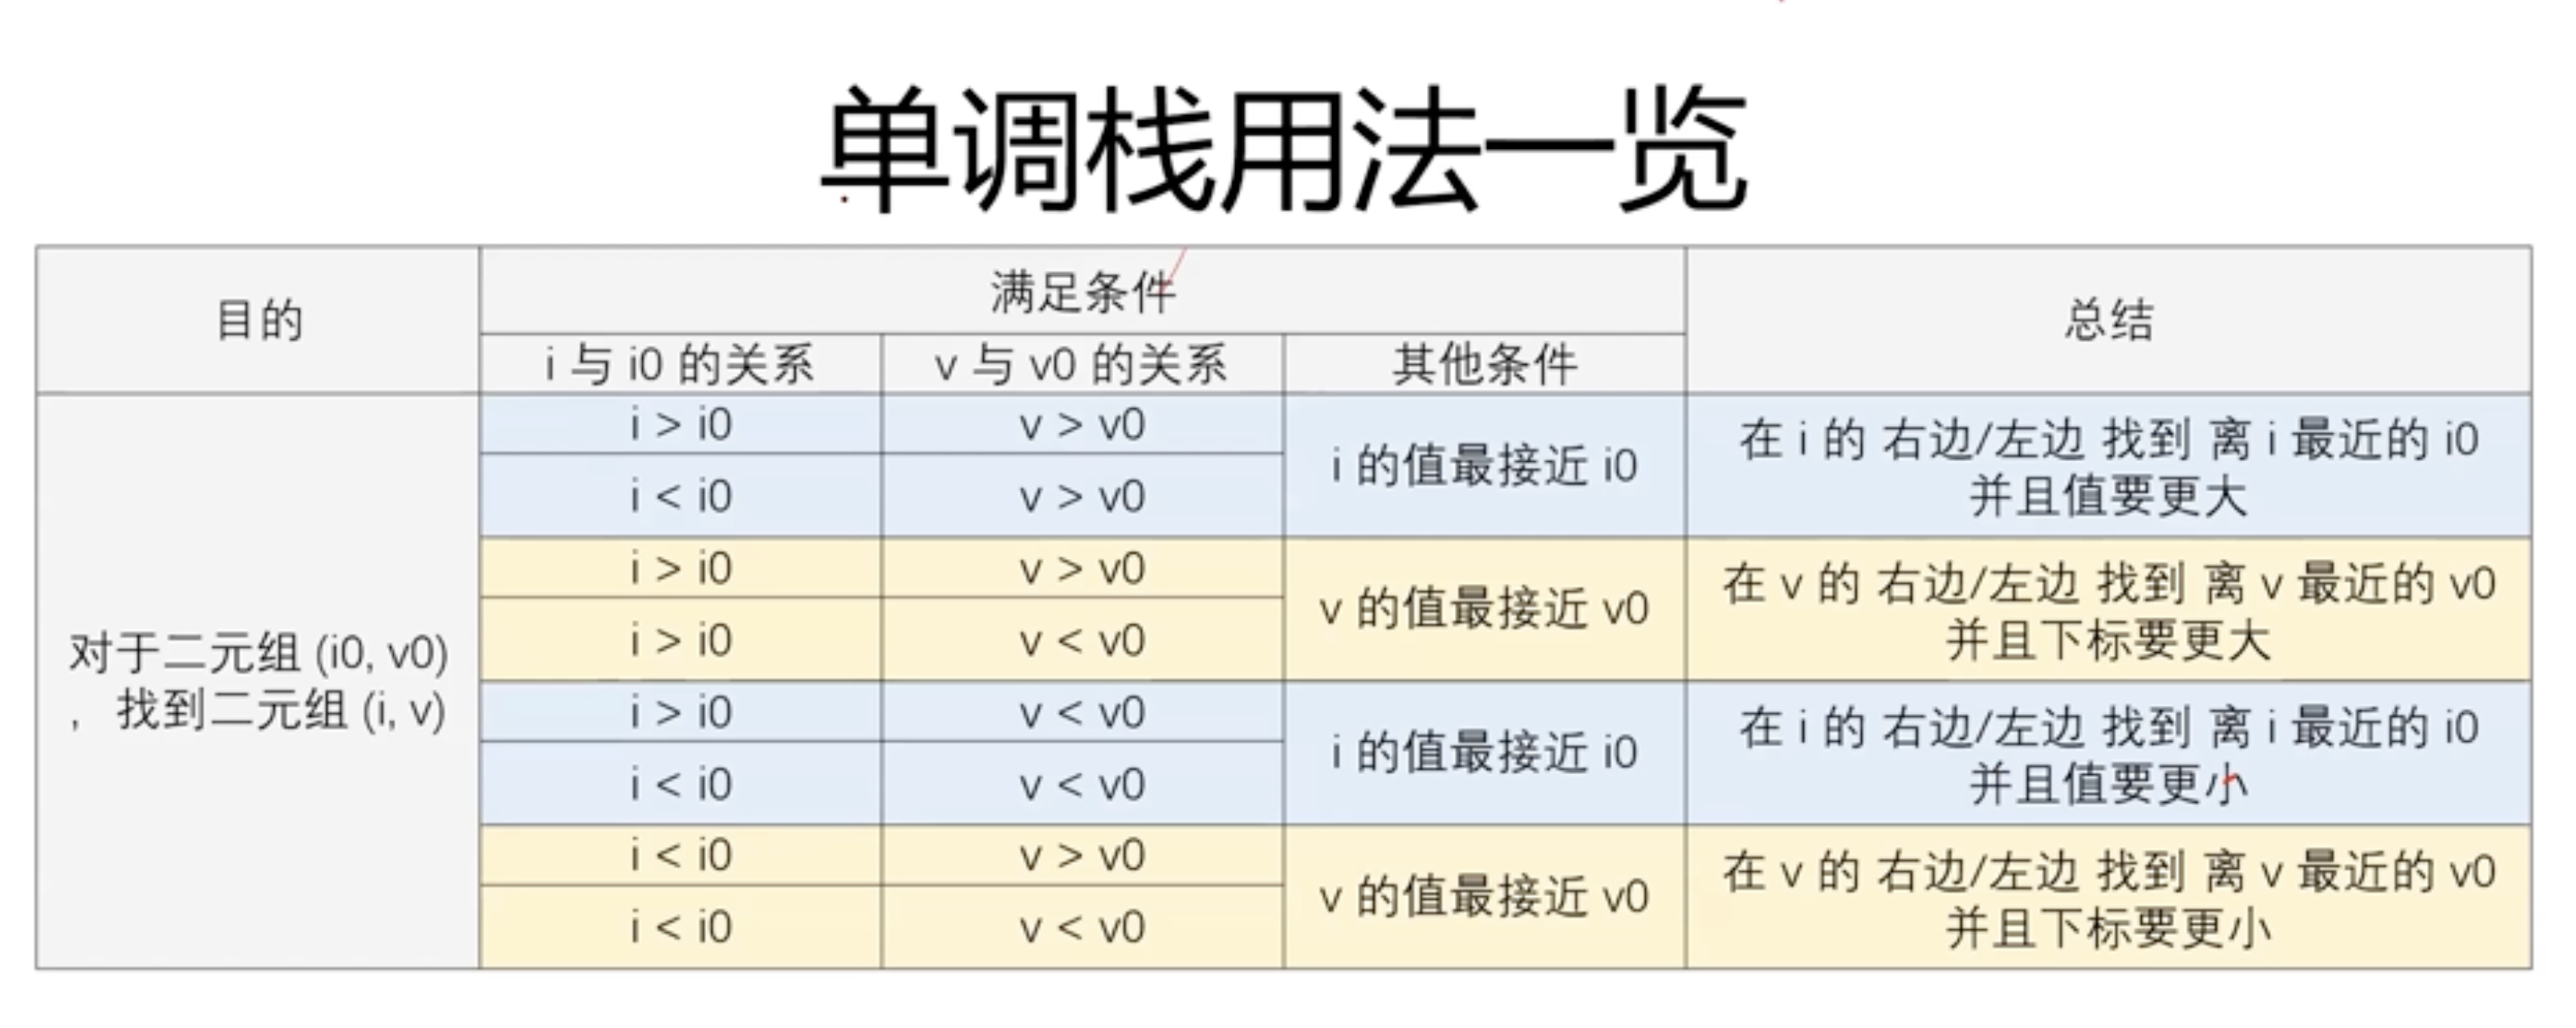 单调栈用法一览
目的
满足条件
总结
i 与 i0 的关系
v 与 v0 的关系
其他条件
对于二元组 (i0, v0)
， 找到二元组 (i, v)
i > i0
v > v0
i < i0
v > v0
i 的值最接近 i0
在 i 的 右边/左边 找到 离 i 最近的 i0
并且值要更大
i > i0
v > v0
i > i0
v < v0
v 的值最接近 v0
在 v 的 右边/左边 找到 离 v 最近的 v0
并且下标要更大
i > i0
v < v0
i < i0
v < v0
i 的值最接近 i0
在 i 的 右边/左边 找到 离 i 最近的 i0
并且值要更小
i < i0
v > v0
i < i0
v < v0
v 的值最接近 v0
在 v 的 右边/左边 找到 离 v 最近的 v0
并且下标要更小